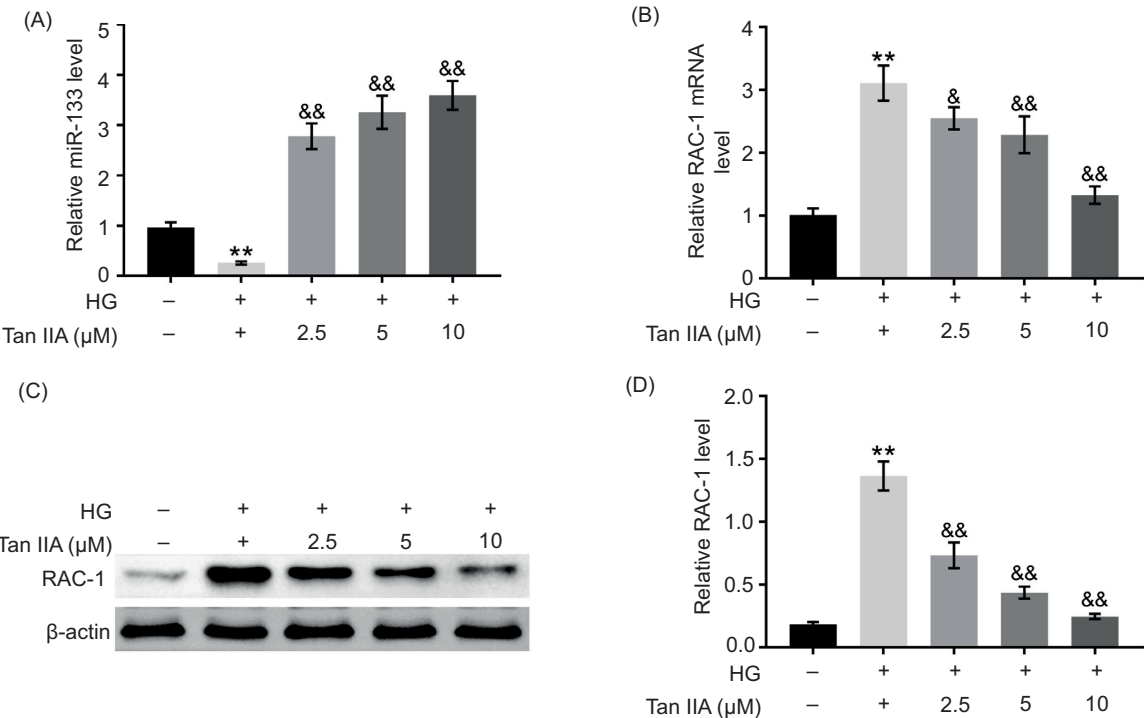 (A)
Relative miR-133 level
5
4
3
2
1
0
**
&&
&&
&&
HG – + + + +
Tan IIA (µM) – + 2.5 5 10
(B)
Relative RAC-1 mRNA
level
4
3
2
1
0
**
&
&&
&&
HG – + + + +
Tan IIA (µM) – + 2.5 5 10
(C)
HG – + + + +
Tan IIA (µM) – + 2.5 5 10
RAC-1
β-actin
(D)
Relative RAC-1 level
2.0
1.5
1.0
0.5
0.0
**
&&
&&
&&
HG – + + + +
Tan IIA (µM) – + 2.5 5 10